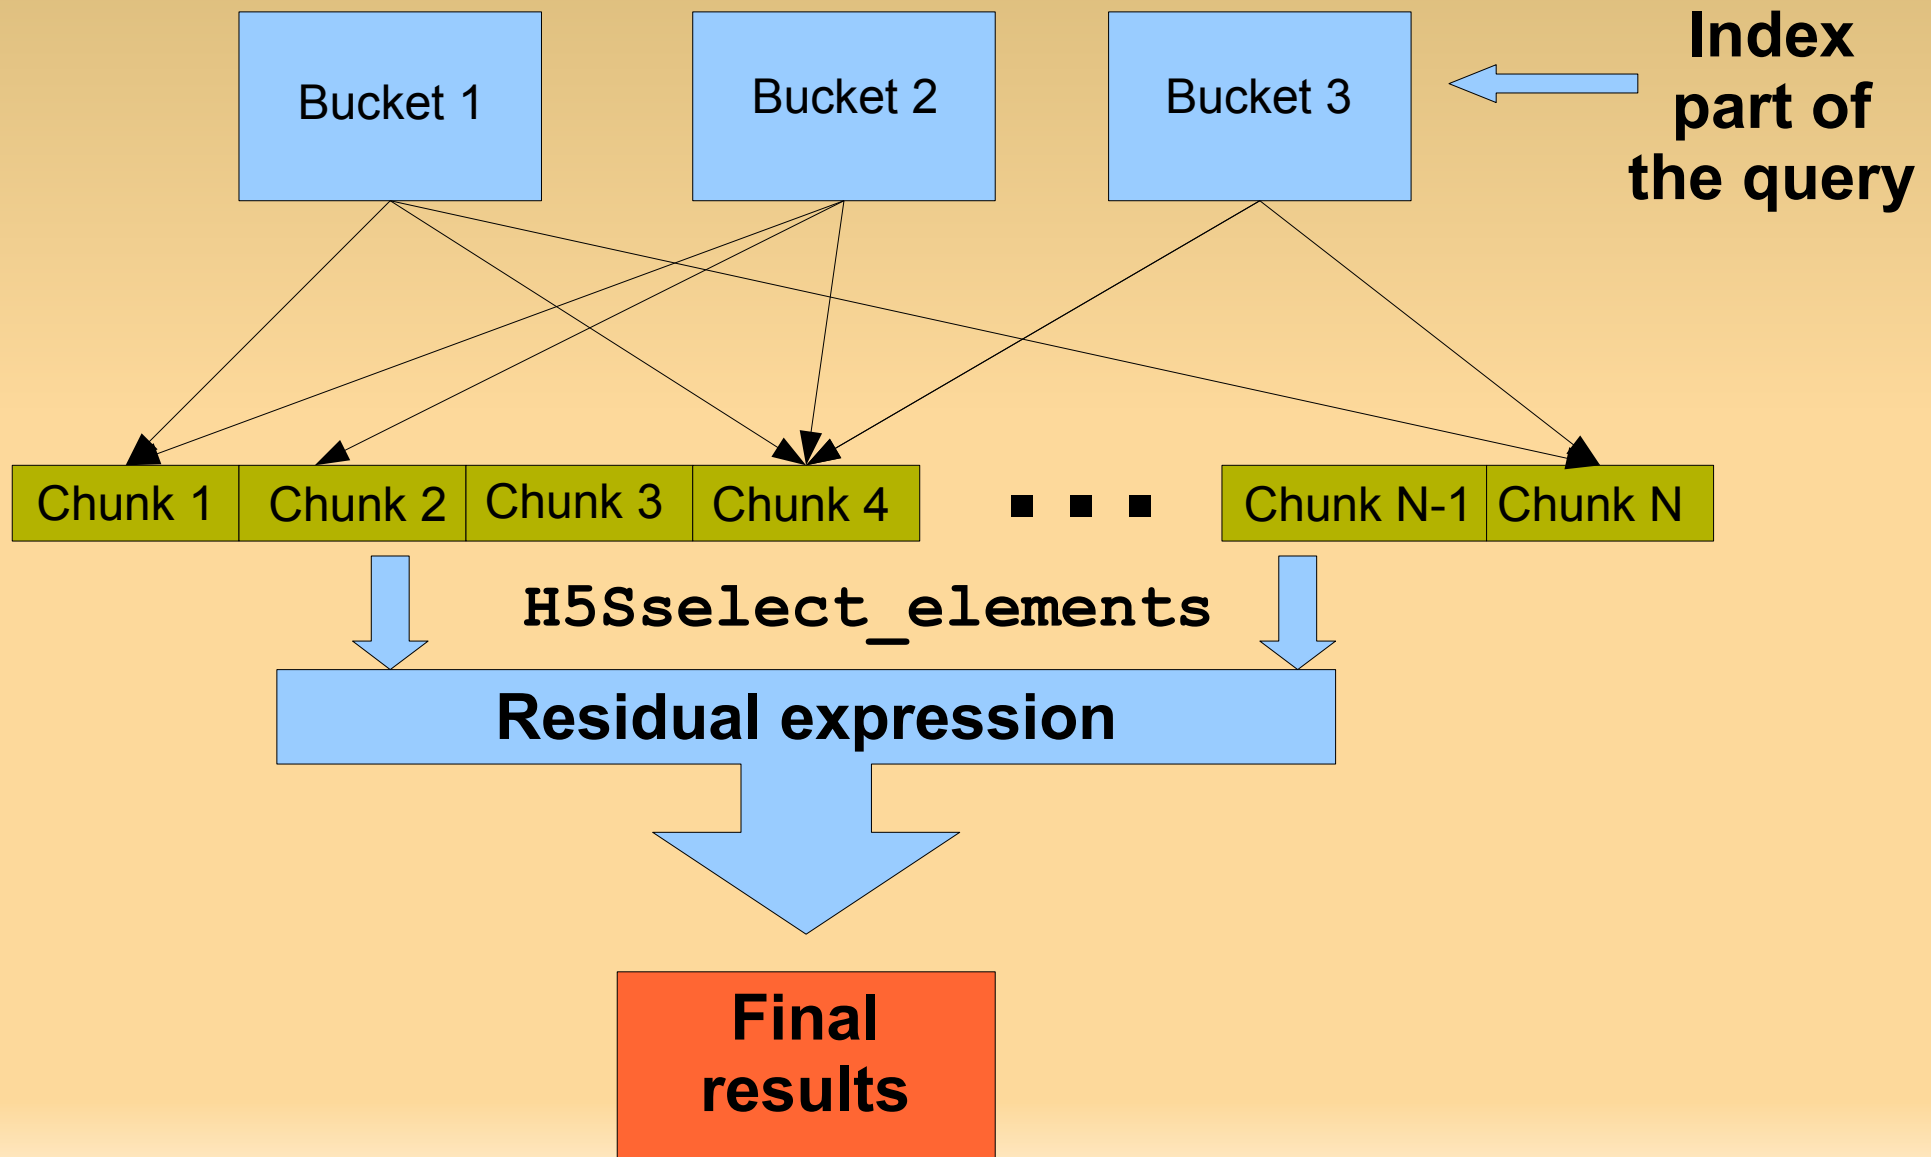 Bucket 1
Bucket 2
Bucket 3
Index
part of
the query
Chunk 1
Chunk 2
Chunk 3
Chunk 4
Chunk N-1
Chunk N
H5Sselect_elements
Residual expression
Final
results